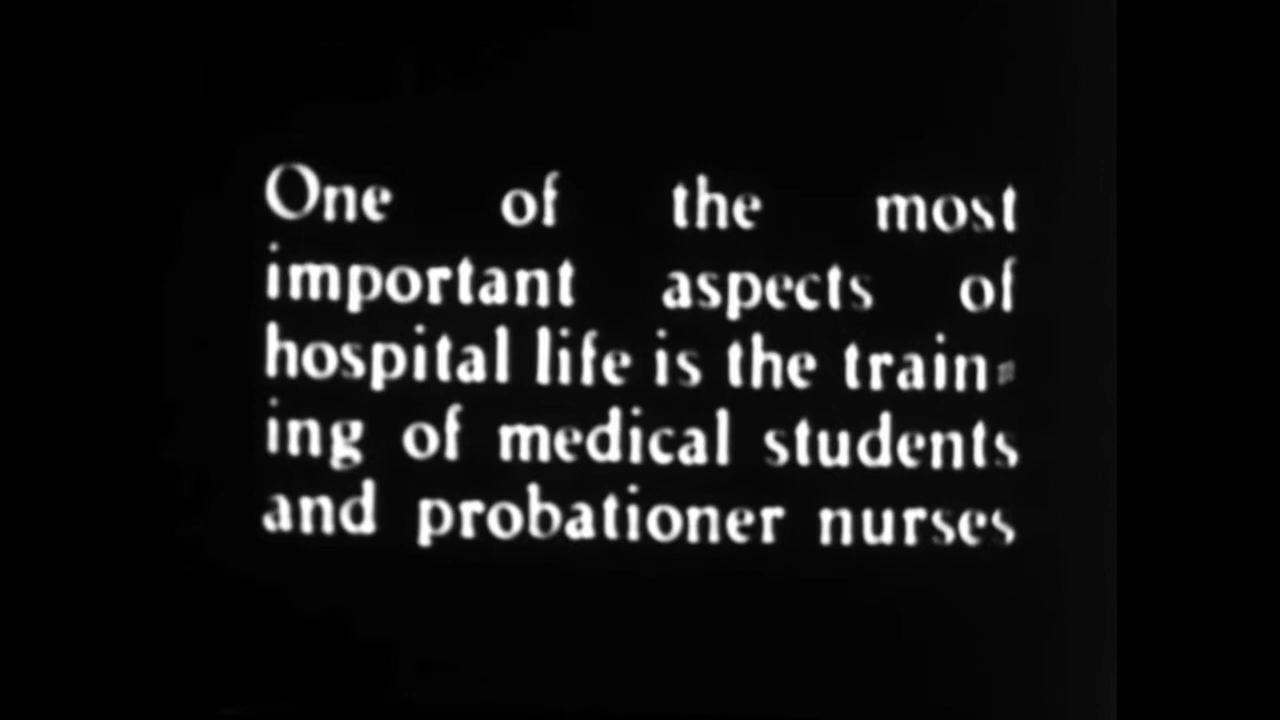 One of the most
important aspects of
hospital life is the train=
ing of medical students
and probationer nurses